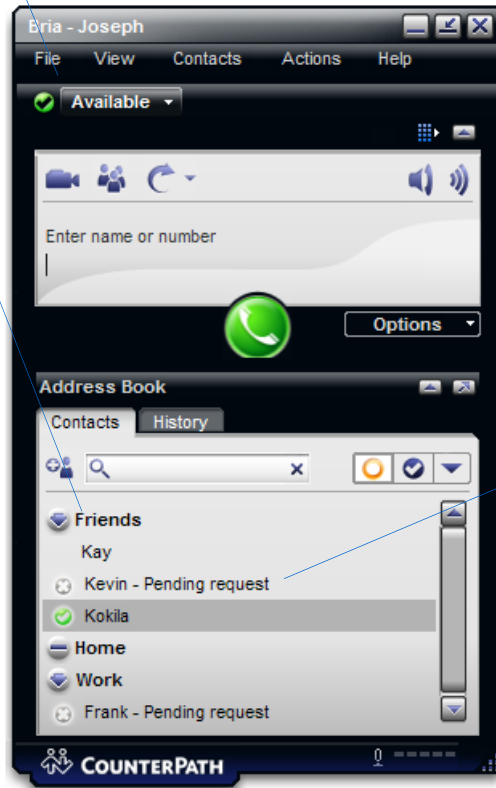 Bria - Joseph
File View Contacts Actions Help
Available
Enter name or number
Options
Address Book
Contacts History
Friends
Kay
Kevin - Pending request
Kokila
Home
Work
Frank - Pending request
COUNTERPATH